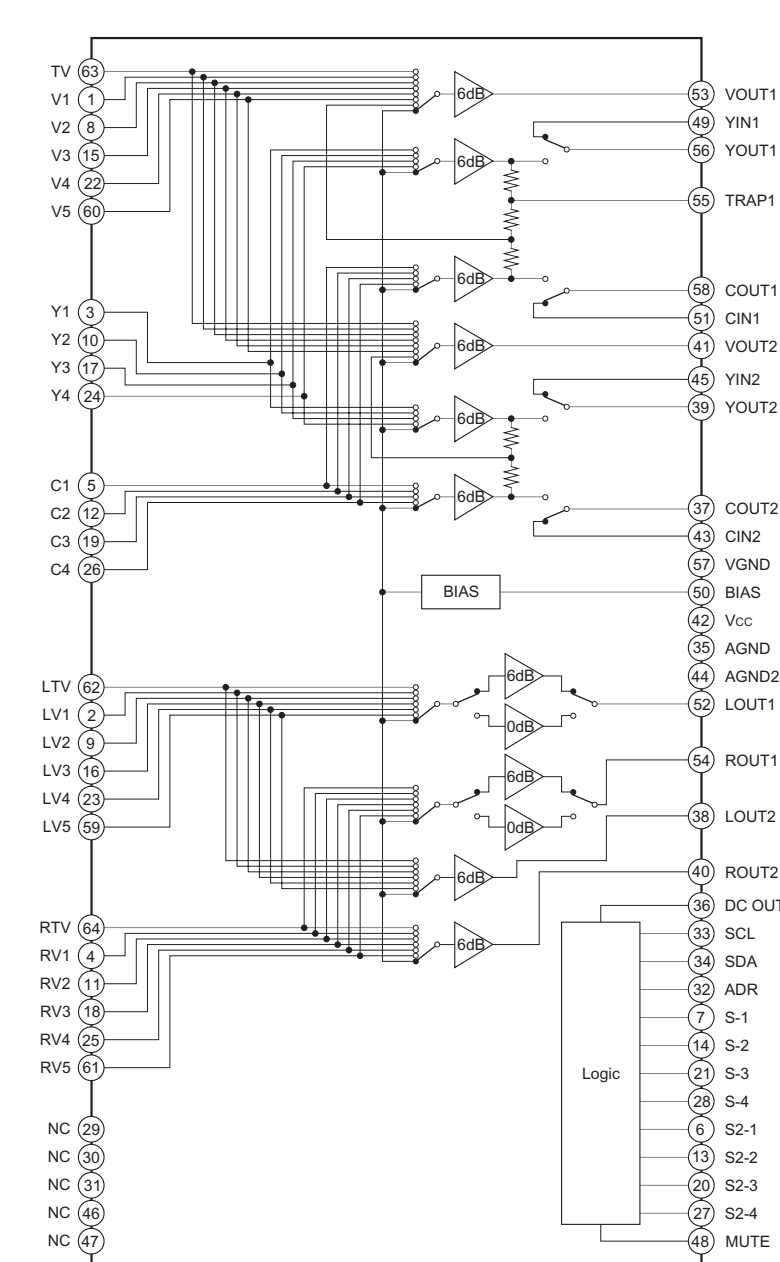 TV 63
V1 1
V2 8
V3 15
V4 22
V5 60
Y1 3
Y2 10
Y3 17
Y4 24
C1 5
C2 12
C3 19
C4 26
LTV 62
LV1 2
LV2 9
LV3 16
LV4 23
LV5 59
RTV 64
RV1 4
RV2 11
RV3 18
RV4 25
RV5 61
NC 29
NC 30
NC 31
NC 46
NC 47
6dB
6dB
6dB
6dB
6dB
6dB
BIAS
6dB
0dB
6dB
0dB
6dB
6dB
Logic
53 VOUT1
49 YIN1
56 YOUT1
55 TRAP1
58 COUT1
51 CIN1
41 VOUT2
45 YIN2
39 YOUT2
37 COUT2
43 CIN2
57 VGND
50 BIAS
42 Vcc
35 AGND
44 AGND2
52 LOUT1
54 ROUT1
38 LOUT2
40 ROUT2
36 DC OUT
33 SCL
34 SDA
32 ADR
7 S-1
14 S-2
21 S-3
28 S-4
6 S2-1
13 S2-2
20 S2-3
27 S2-4
48 MUTE